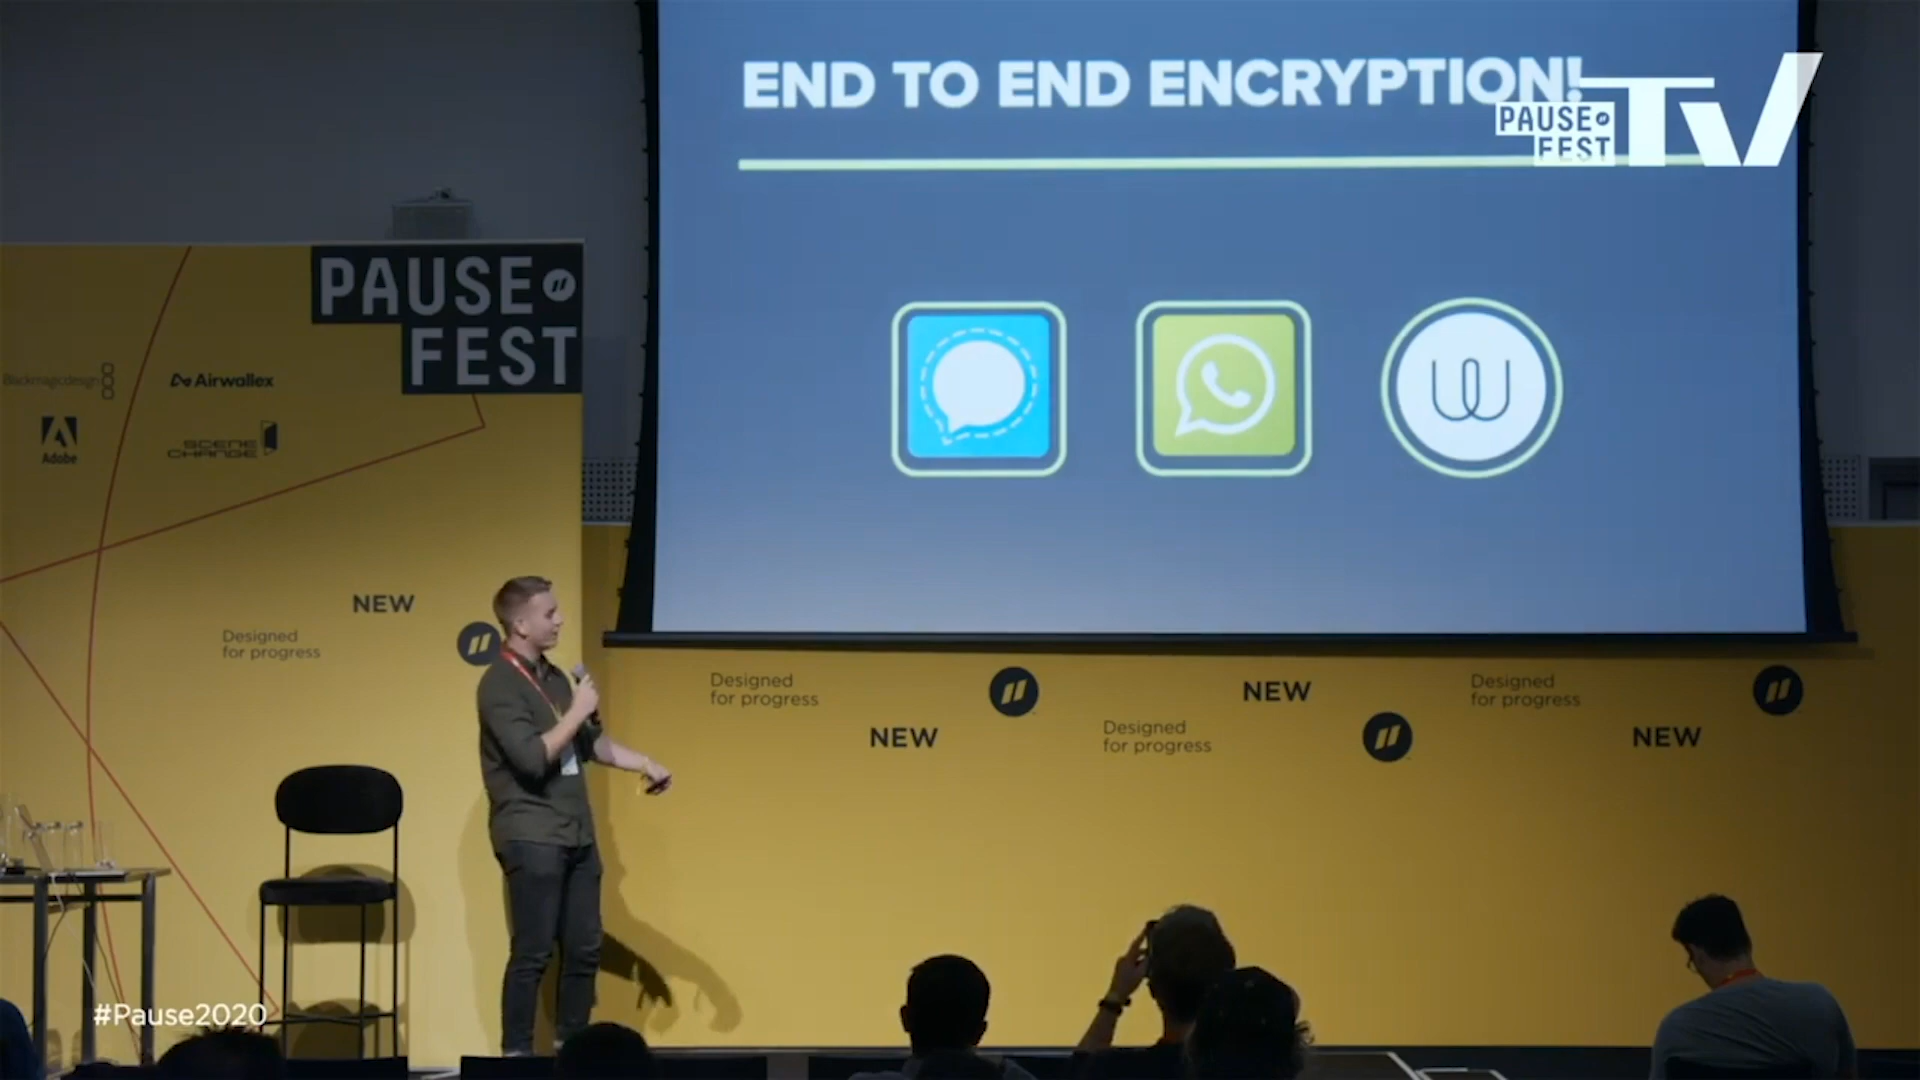 END TO END ENCRYPTION!
PAUSE
FEST
TV
PAUSE
FEST
Blackmagicdesign
Airwallex
Adobe
SCENE
CHANGE
NEW
Designed
for progress
Designed
for progress
NEW
Designed
for progress
NEW
Designed
for progress
NEW
#Pause2020